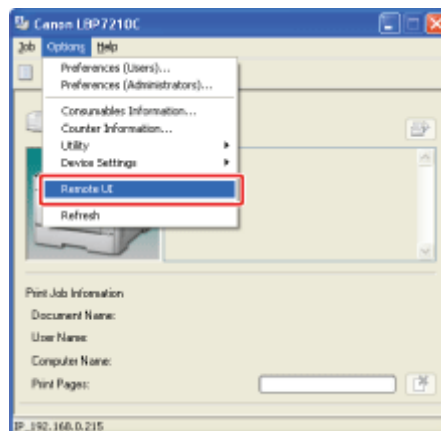 Canon LBP7210C
Job Options Help
Preferences (Users)...
Preferences (Administrators)...
Consumables Information...
Counter Information...
Utility
Device Settings
Remote UI
Refresh
Print Job Information
Document Name:
User Name:
Computer Name:
Print Pages:
IP_192.168.0.215